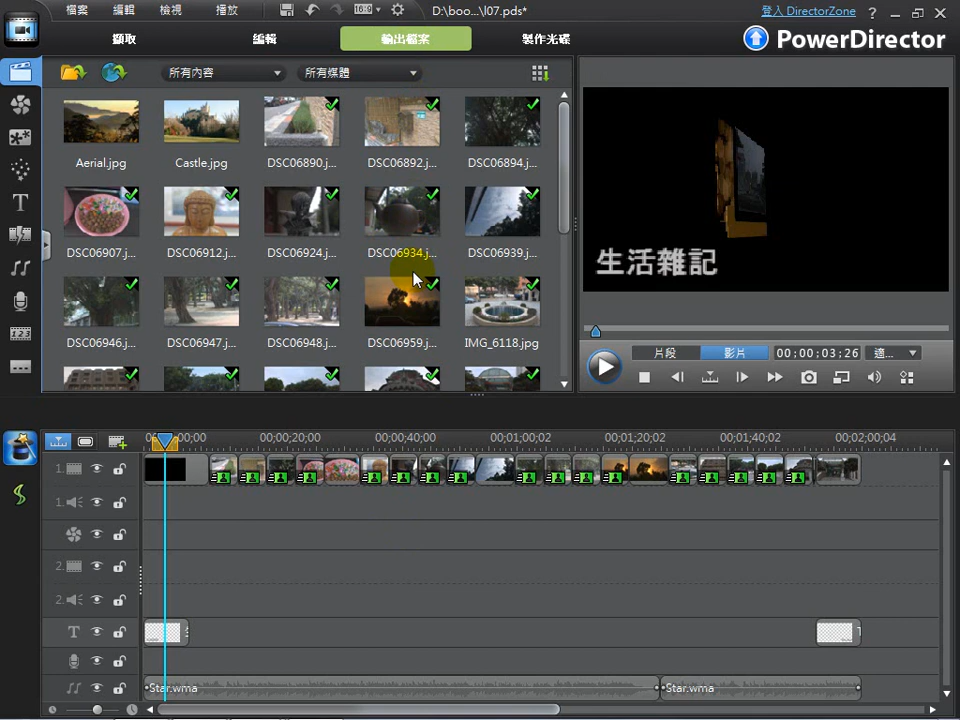 檔案 編輯 檢視 播放 16:9 D:\boo...\l07.pds* 登入 DirectorZone ?
擷取 編輯 輸出檔案 製作光碟 PowerDirector
所有內容 所有媒體
Aerial.jpg Castle.jpg DSC06890.j... DSC06892.j... DSC06894.j...
DSC06907.j... DSC06912.j... DSC06924.j... DSC06934.j... DSC06939.j...
DSC06946.j... DSC06947.j... DSC06948.j... DSC06959.j... IMG_6118.jpg
生活雜記
片段 影片 00;00;03;26 適...
00;00;20;00 00;00;40;00 00;01;00;02 00;01;20;02 00;01;40;02 00;02;00;04
1.
1.
2.
2.
T
Star.wma Star.wma